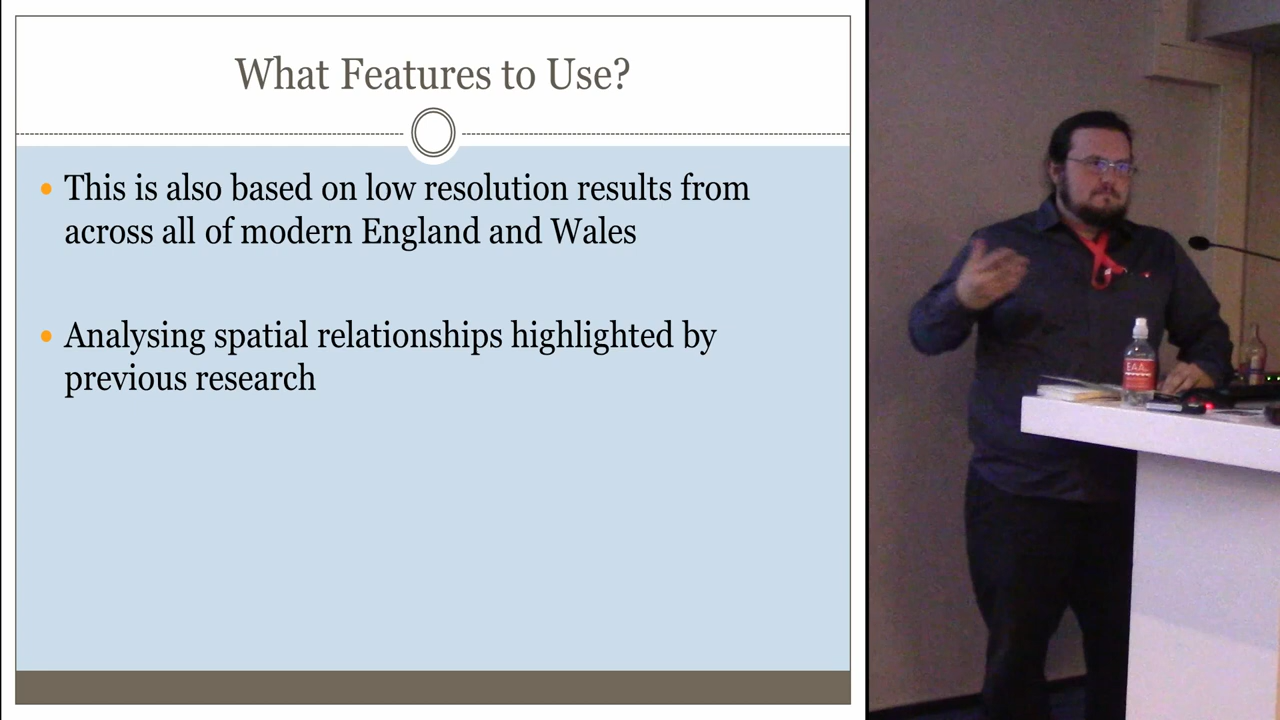 What Features to Use?
This is also based on low resolution results from
across all of modern England and Wales
Analysing spatial relationships highlighted by
previous research
EAA